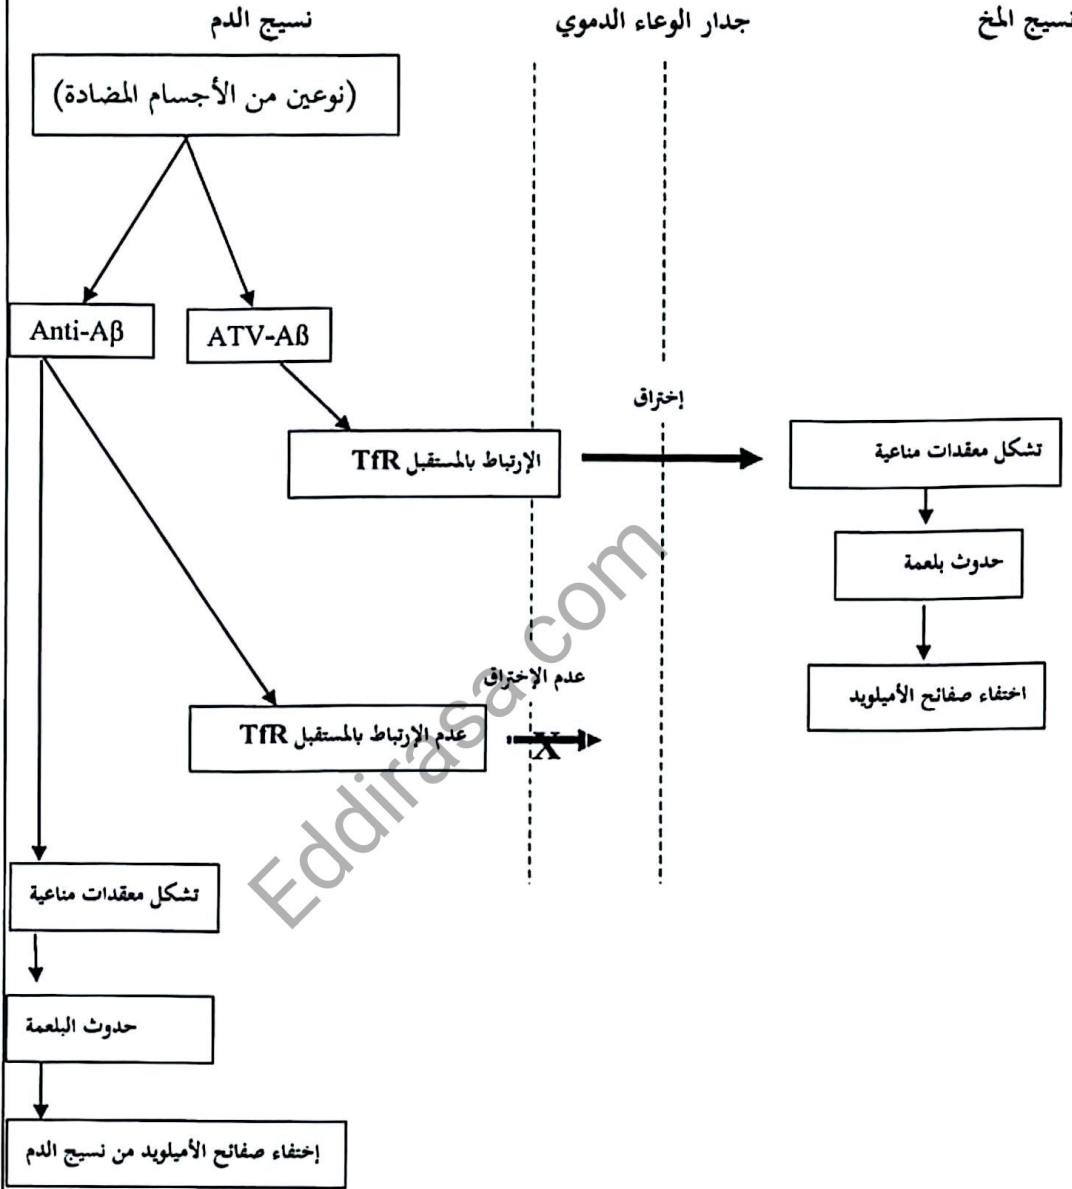 نسيج الدم
جدار الوعاء الدموي
نسيج المخ
(نوعين من الأجسام المضادة)
Anti-Aβ
ATV-Aß
إختراق
الإرتباط بالمستقبل TfR
تشكل معقدات مناعية
حدوث بلعمة
عدم الإختراق
اختفاء صفائح الأميلويد
عدم الإرتباط بالمستقبل TfR
X
تشكل معقدات مناعية
حدوث البلعمة
إختفاء صفائح الأميلويد من نسيج الدم
Eddirasa com